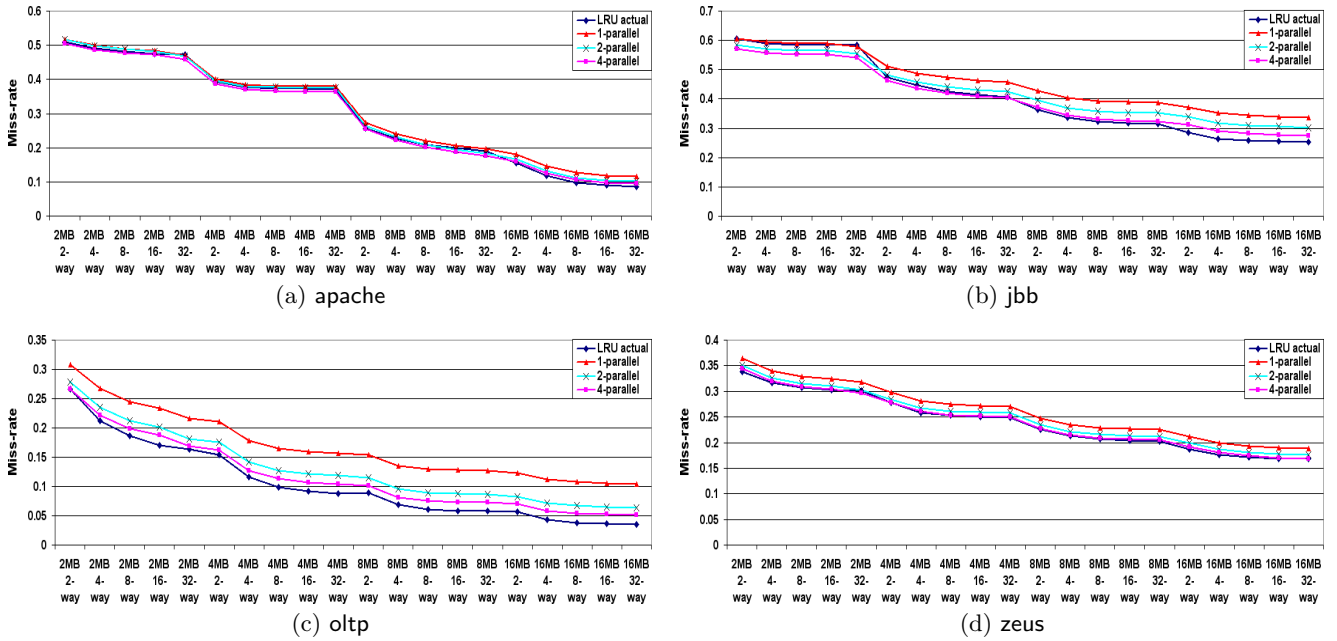 Miss-rate
0.6
0.5
0.4
0.3
0.2
0.1
0
LRU actual
1-parallel
2-parallel
4-parallel
2MB 2MB 2MB 2MB 2MB 4MB 4MB 4MB 4MB 4MB 8MB 8MB 8MB 8MB 8MB 16MB 16MB 16MB 16MB 16MB
2- 4- 8- 16- 32- 2- 4- 8- 16- 32- 2- 4- 8- 16- 32- 2- 4- 8- 16- 32-
way way way way way way way way way way way way way way way way way way way way
(a) apache
Miss-rate
0.7
0.6
0.5
0.4
0.3
0.2
0.1
0
LRU actual
1-parallel
2-parallel
4-parallel
2MB 2MB 2MB 2MB 2MB 4MB 4MB 4MB 4MB 4MB 8MB 8MB 8MB 8MB 8MB 16MB 16MB 16MB 16MB 16MB
2- 4- 8- 16- 32- 2- 4- 8- 16- 32- 2- 4- 8- 16- 32- 2- 4- 8- 16- 32-
way way way way way way way way way way way way way way way way way way way way
(b) jbb
Miss-rate
0.35
0.3
0.25
0.2
0.15
0.1
0.05
0
LRU actual
1-parallel
2-parallel
4-parallel
2MB 2MB 2MB 2MB 2MB 4MB 4MB 4MB 4MB 4MB 8MB 8MB 8MB 8MB 8MB 16MB 16MB 16MB 16MB 16MB
2- 4- 8- 16- 32- 2- 4- 8- 16- 32- 2- 4- 8- 16- 32- 2- 4- 8- 16- 32-
way way way way way way way way way way way way way way way way way way way way
(c) oltp
Miss-rate
0.4
0.35
0.3
0.25
0.2
0.15
0.1
0.05
0
LRU actual
1-parallel
2-parallel
4-parallel
2MB 2MB 2MB 2MB 2MB 4MB 4MB 4MB 4MB 4MB 8MB 8MB 8MB 8MB 8MB 16MB 16MB 16MB 16MB 16MB
2- 4- 8- 16- 32- 2- 4- 8- 16- 32- 2- 4- 8- 16- 32- 2- 4- 8- 16- 32-
way way way way way way way way way way way way way way way way way way way way
(d) zeus